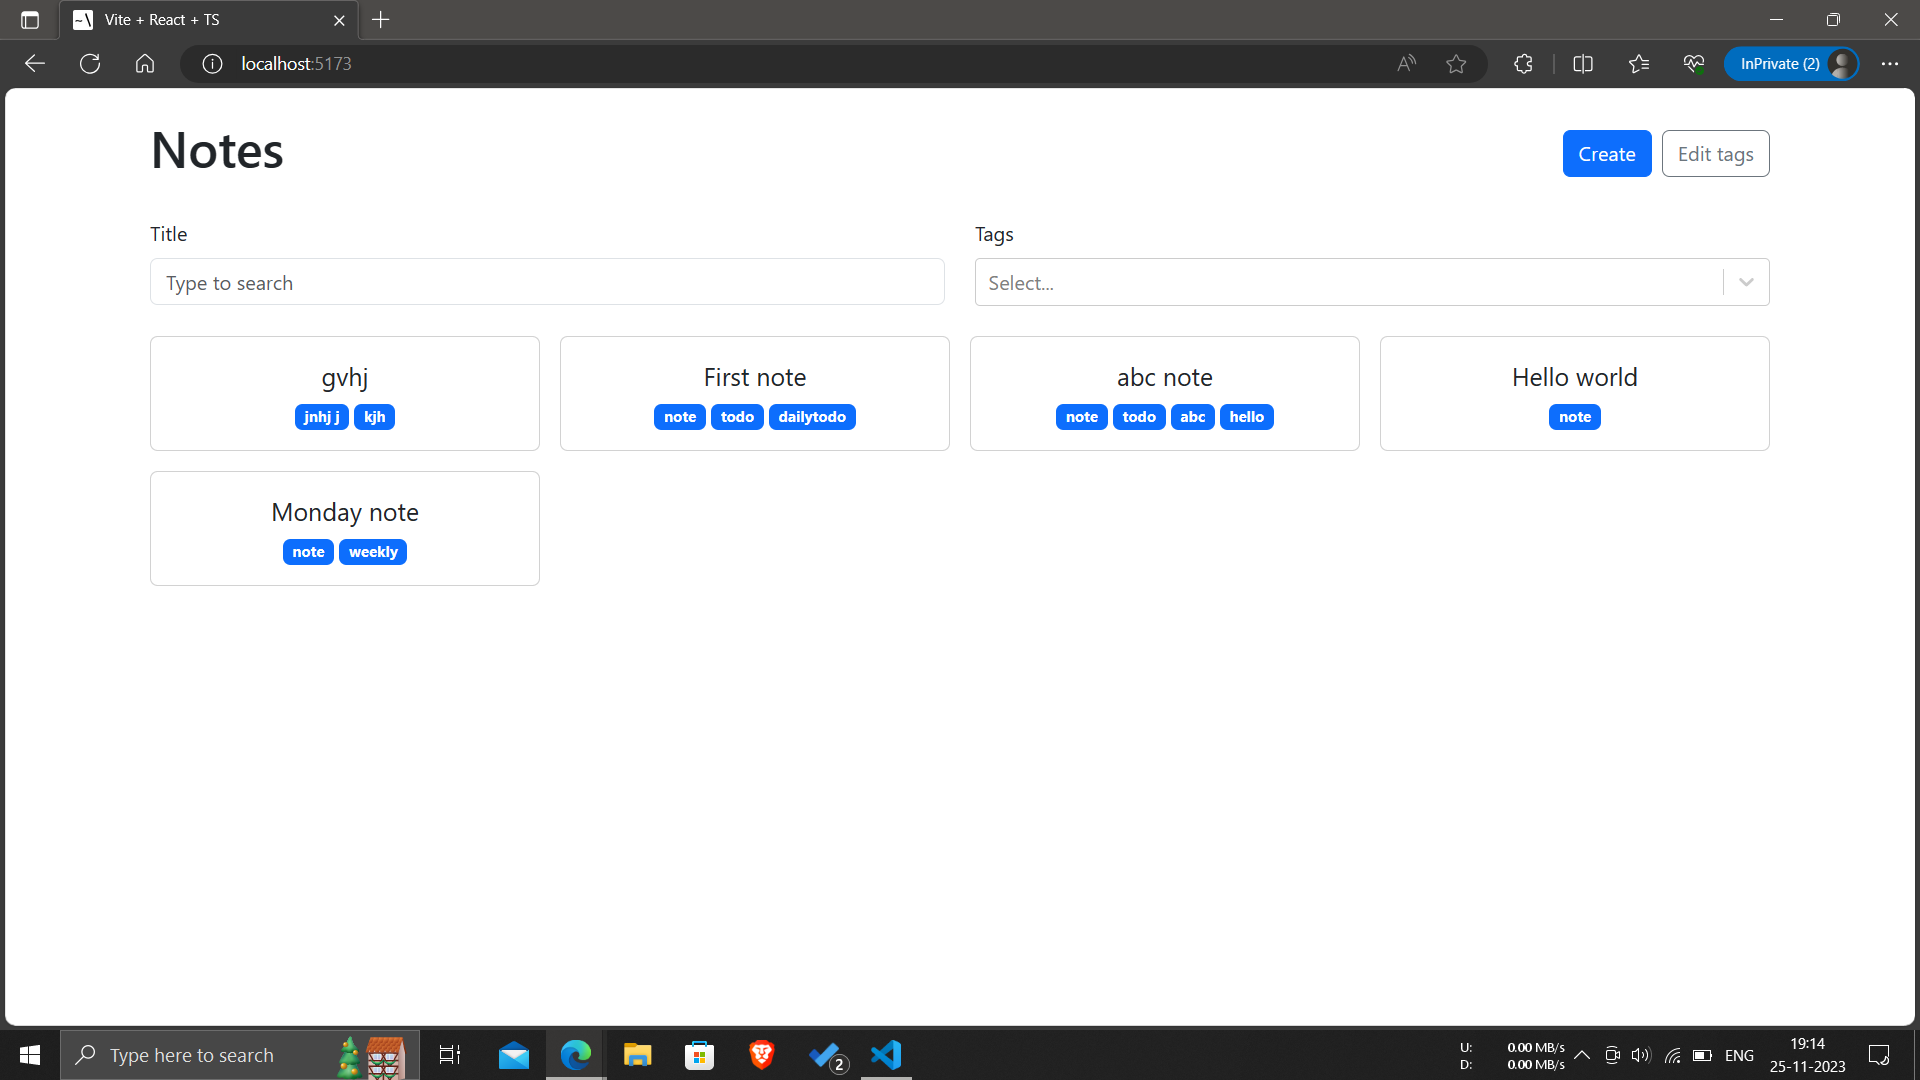 ~\ Vite + React + TS
localhost:5173
InPrivate (2)
Notes
Create
Edit tags
Title
Tags
Type to search
Select...
gvhj
jnhj j kjh
First note
note todo dailytodo
abc note
note todo abc hello
Hello world
note
Monday note
note weekly
Type here to search
2
U: 0.00 MB/s
D: 0.00 MB/s
ENG
19:14
25-11-2023